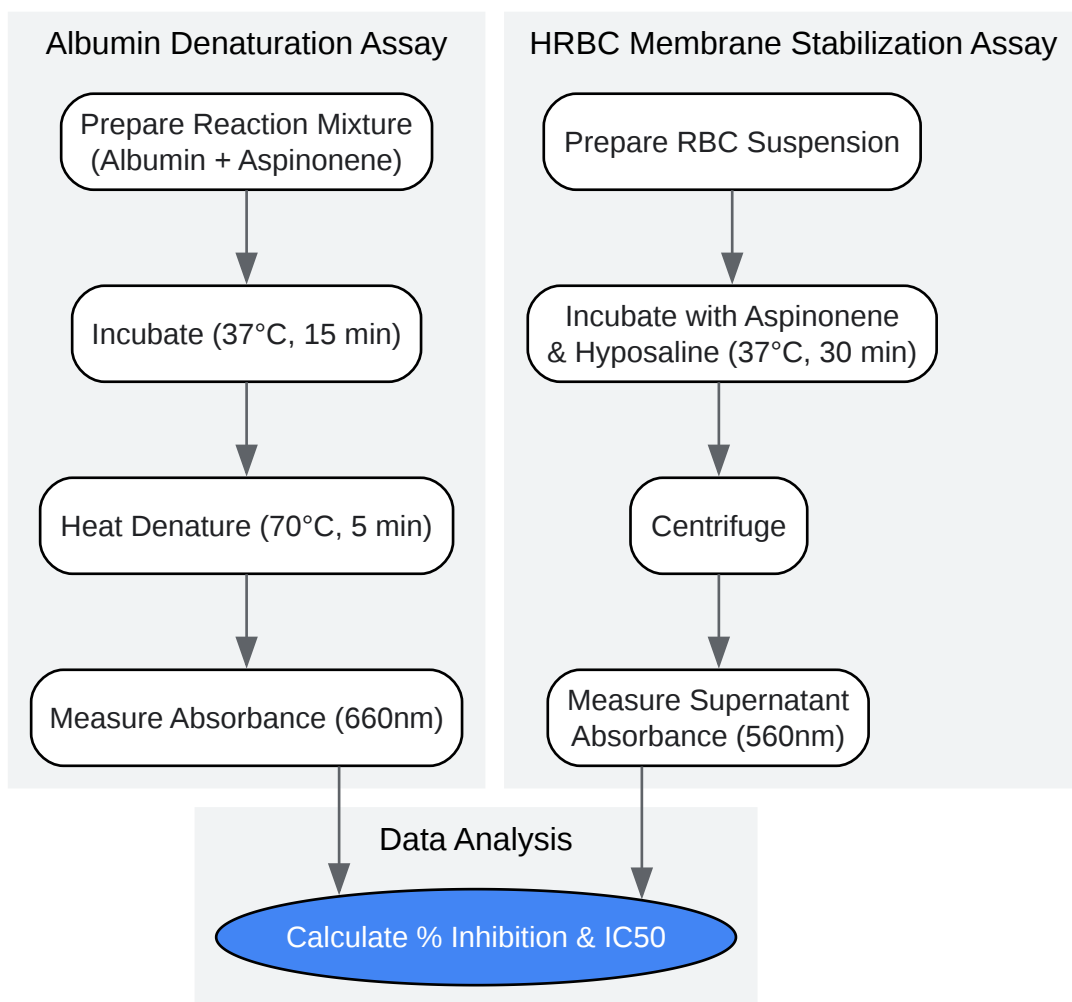 Albumin Denaturation Assay
Prepare Reaction Mixture
(Albumin + Aspinonene)
Incubate (37°C, 15 min)
Heat Denature (70°C, 5 min)
Measure Absorbance (660nm)
HRBC Membrane Stabilization Assay
Prepare RBC Suspension
Incubate with Aspinonene
& Hyposaline (37°C, 30 min)
Centrifuge
Measure Supernatant
Absorbance (560nm)
Data Analysis
Calculate % Inhibition & IC50